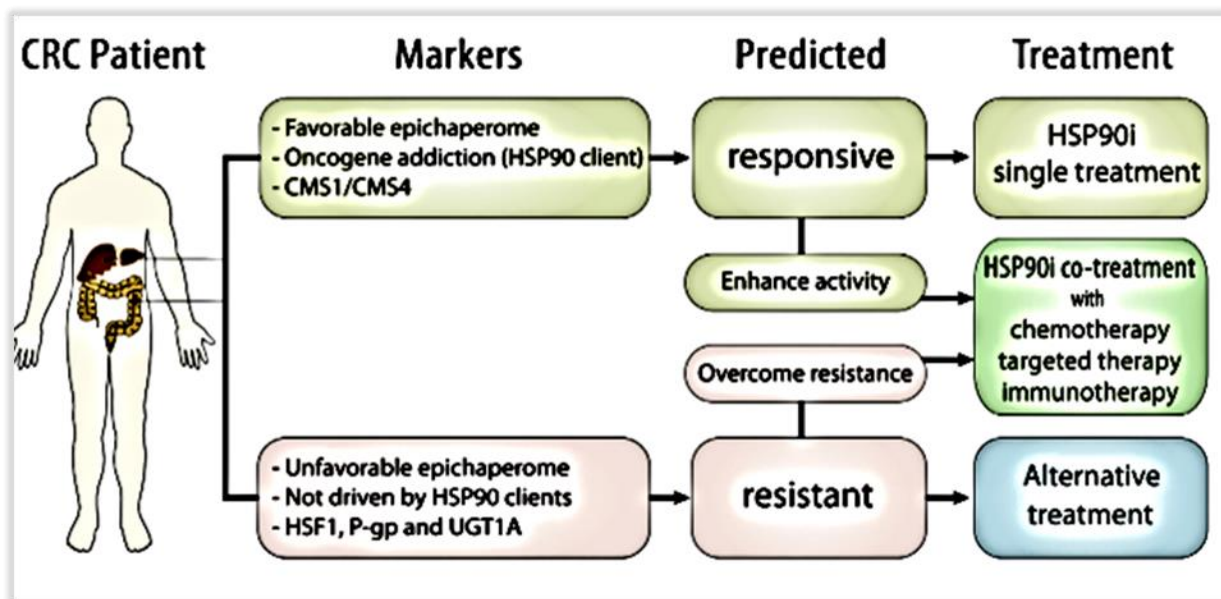 CRC Patient
Markers
Predicted
Treatment
- Favorable epichaperome
- Oncogene addiction (HSP90 client)
- CMS1/CMS4
responsive
HSP90i
single treatment
Enhance activity
HSP90i co-treatment
with
chemotherapy
targeted therapy
immunotherapy
Overcome resistance
- Unfavorable epichaperome
- Not driven by HSP90 clients
- HSF1, P-gp and UGT1A
resistant
Alternative
treatment